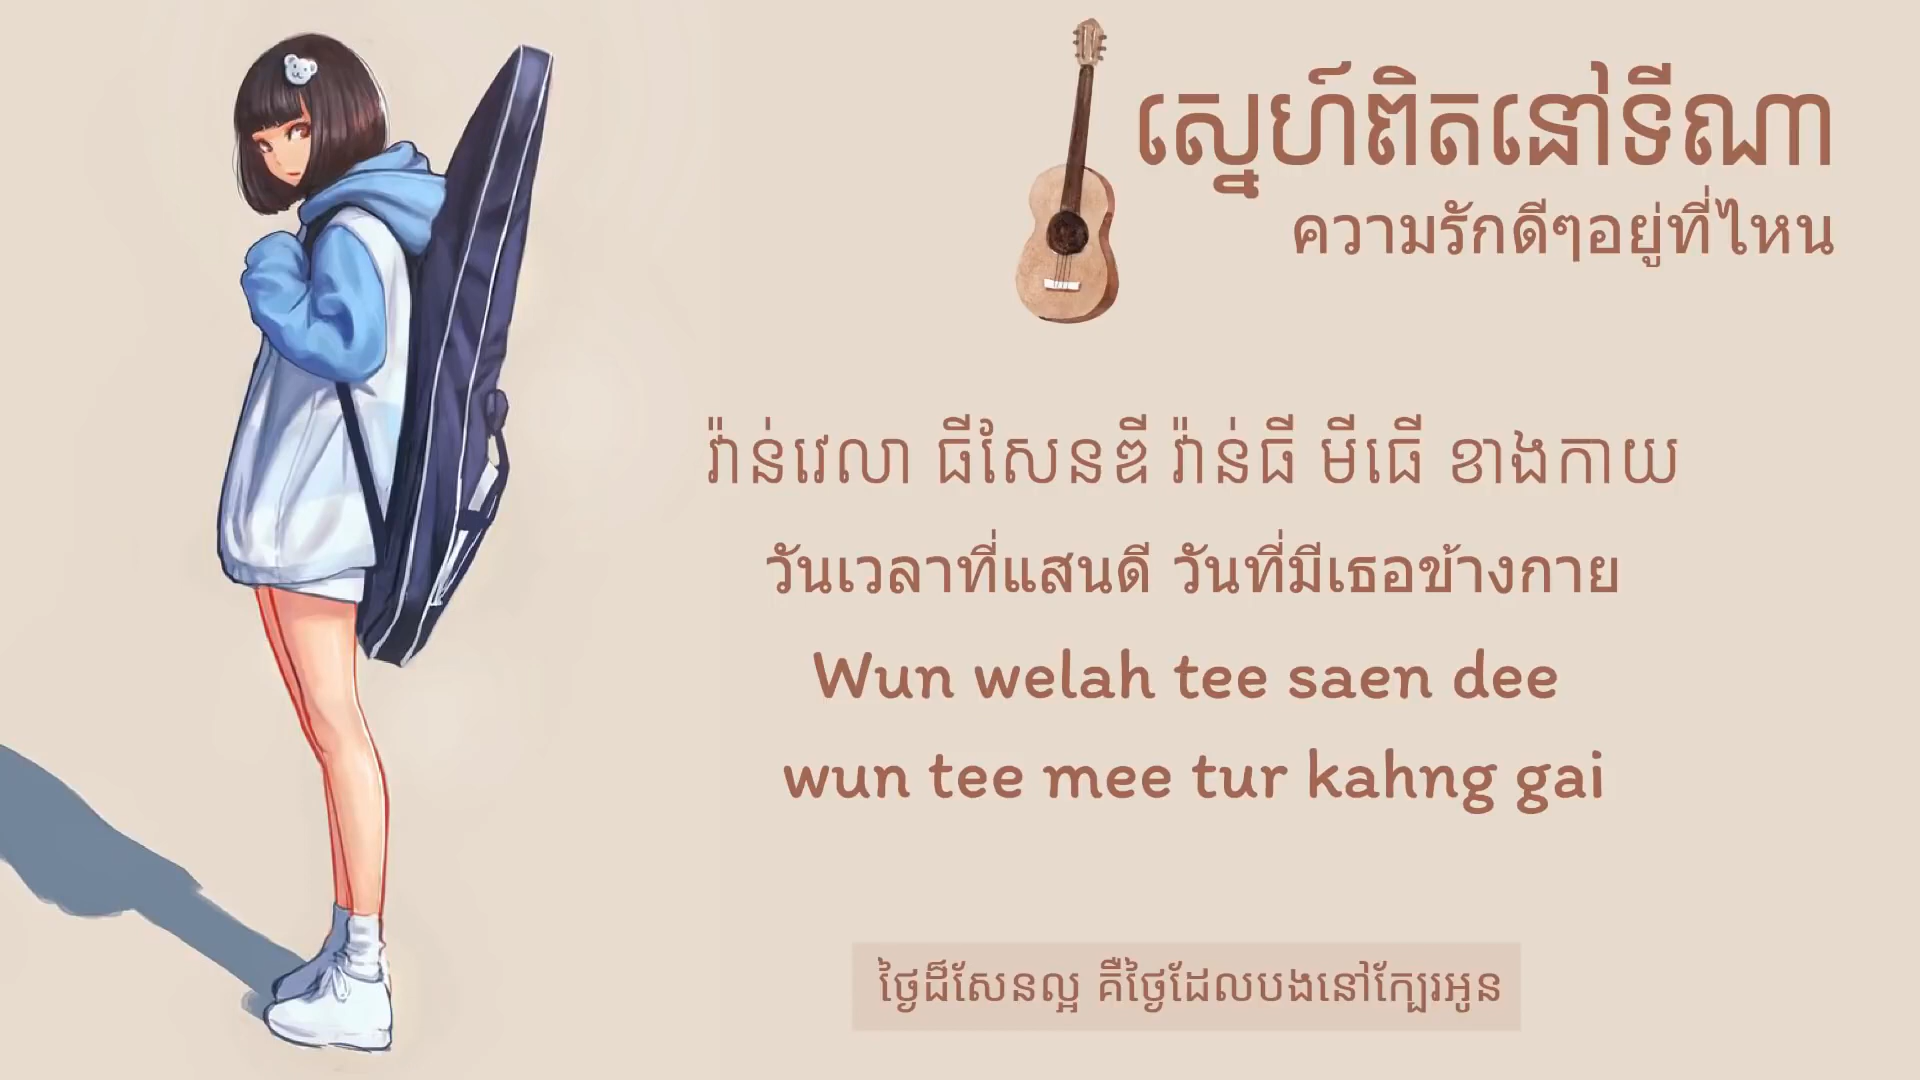 ស្នេហ៍ពិតនៅទីណា
ความรักดีๆอยู่ที่ไหน
វ៉ាន់វេលា ធីសែនឌី វ៉ាន់ធី មីធើ ខាងកាយ
วันเวลาที่แสนดี วันที่มีเธอข้างกาย
Wun welah tee saen dee
wun tee mee tur kahng gai
ថ្ងៃដ៏សែនល្អ គឺថ្ងៃដែលបងនៅក្បែរអូន